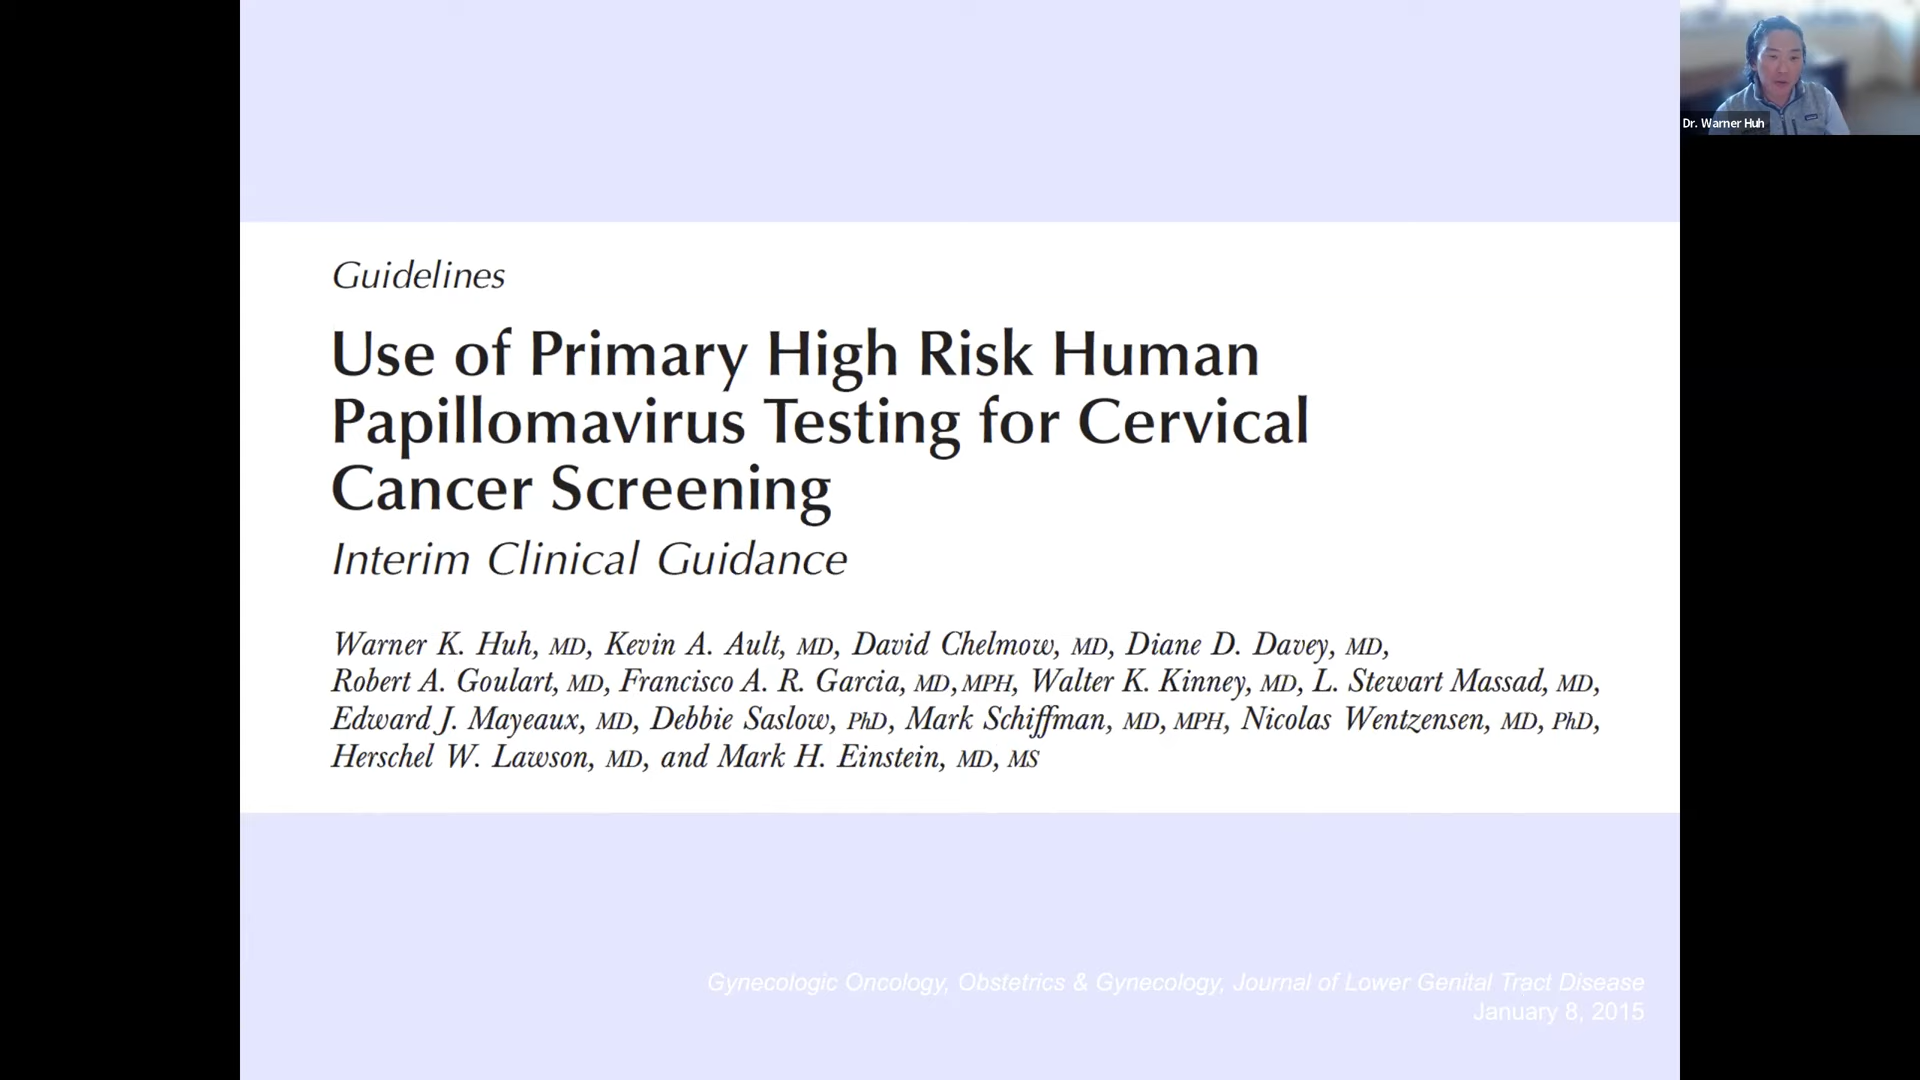 Dr. Warner Huh
Guidelines
Use of Primary High Risk Human
Papillomavirus Testing for Cervical
Cancer Screening
Interim Clinical Guidance
Warner K. Huh, MD, Kevin A. Ault, MD, David Chelmow, MD, Diane D. Davey, MD,
Robert A. Goulart, MD, Francisco A. R. Garcia, MD, MPH, Walter K. Kinney, MD, L. Stewart Massad, MD,
Edward J. Mayeaux, MD, Debbie Saslow, PhD, Mark Schiffman, MD, MPH, Nicolas Wentzensen, MD, PhD,
Herschel W. Lawson, MD, and Mark H. Einstein, MD, MS
Gynecologic Oncology, Obstetrics & Gynecology, Journal of Lower Genital Tract Disease
January 8, 2015